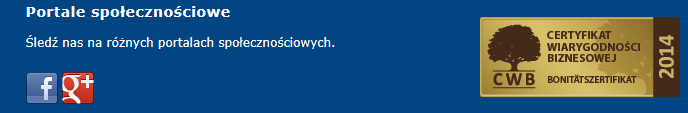 Portale społecznościowe
Śledź nas na różnych portalach społecznościowych.
f
g+
CERTYFIKAT
WIARYGODNOŚCI
BIZNESOWEJ
CWB
BONITÄTSZERTIFIKAT
2014